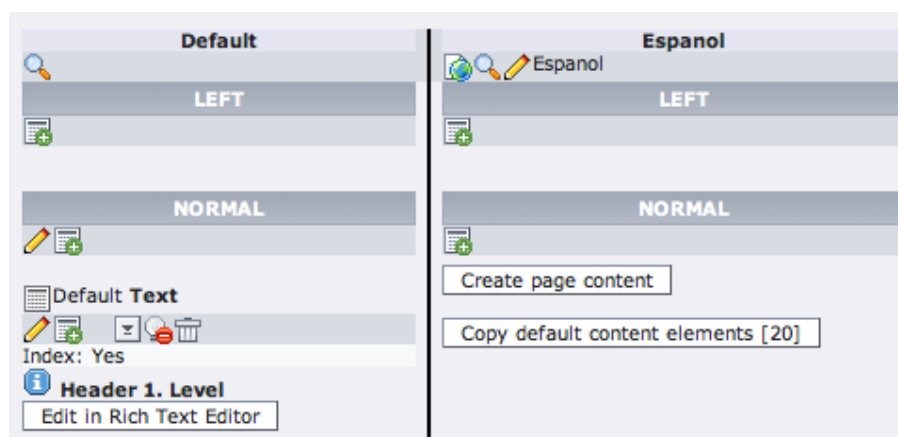 Default
LEFT
NORMAL
Default Text
Index: Yes
Header 1. Level
Edit in Rich Text Editor
Espanol
Espanol
LEFT
NORMAL
Create page content
Copy default content elements [20]